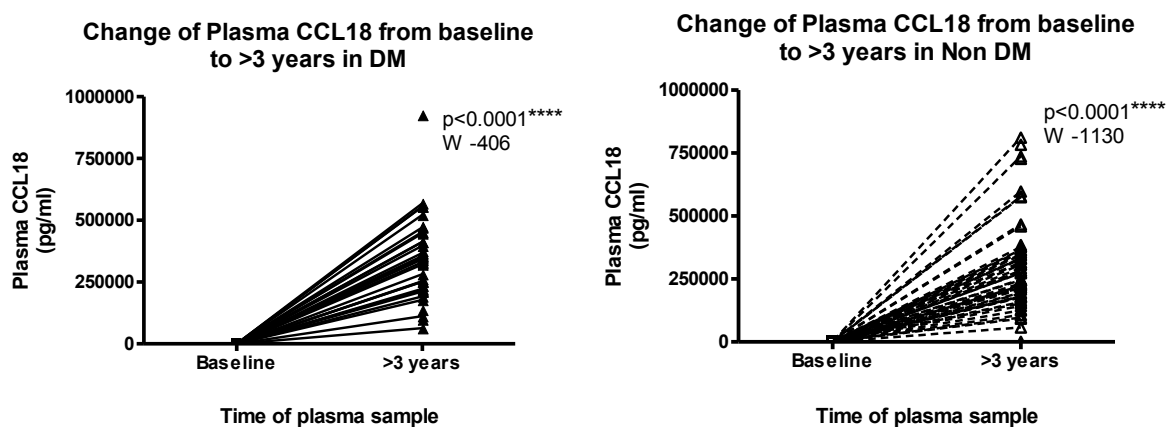 Change of Plasma CCL18 from baseline
to >3 years in DM
1000000
750000
500000
250000
0
Plasma CCL18
(pg/ml)
p<0.0001****
W -406
Baseline
>3 years
Time of plasma sample
Change of Plasma CCL18 from baseline
to >3 years in Non DM
1000000
750000
500000
250000
0
Plasma CCL18
(pg/ml)
p<0.0001****
W -1130
Baseline
>3 years
Time of plasma sample